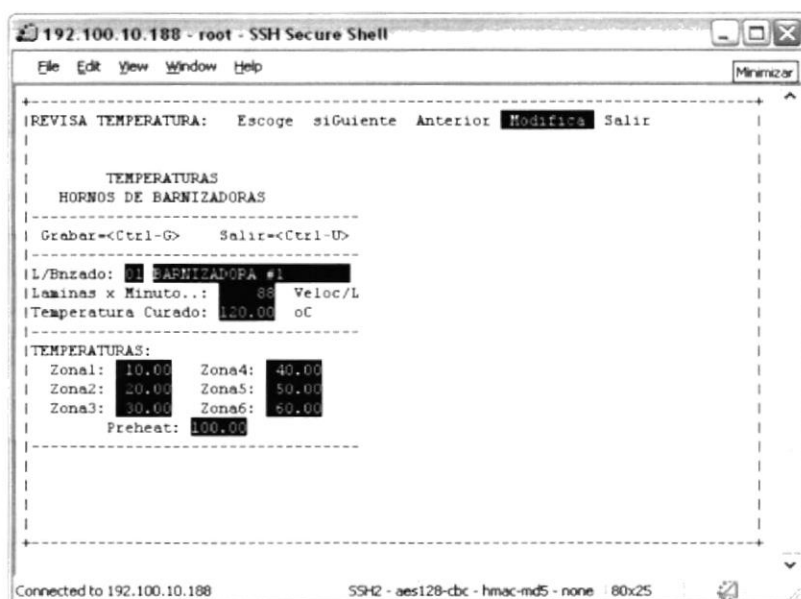 192.100.10.188 - root - SSH Secure Shell
File Edit View Window Help
Minimizar
REVISA TEMPERATURA: Escoge siGuiente Anterior Modifica Salir
TEMPERATURAS
HORNOS DE BARNIZADORAS
Grabar=<Ctrl-G> Salir=<Ctrl-U>
L/Bnzado: 01 BARNIZADORA #1
Laminas x Minuto..: 88 Veloc/L
Temperatura Curado: 120.00 oC
TEMPERATURAS:
Zona1: 10.00 Zona4: 40.00
Zona2: 20.00 Zona5: 50.00
Zona3: 30.00 Zona6: 60.00
Preheat: 100.00
Connected to 192.100.10.188 SSH2 - aes128-cbc - hmac-md5 - none 80x25